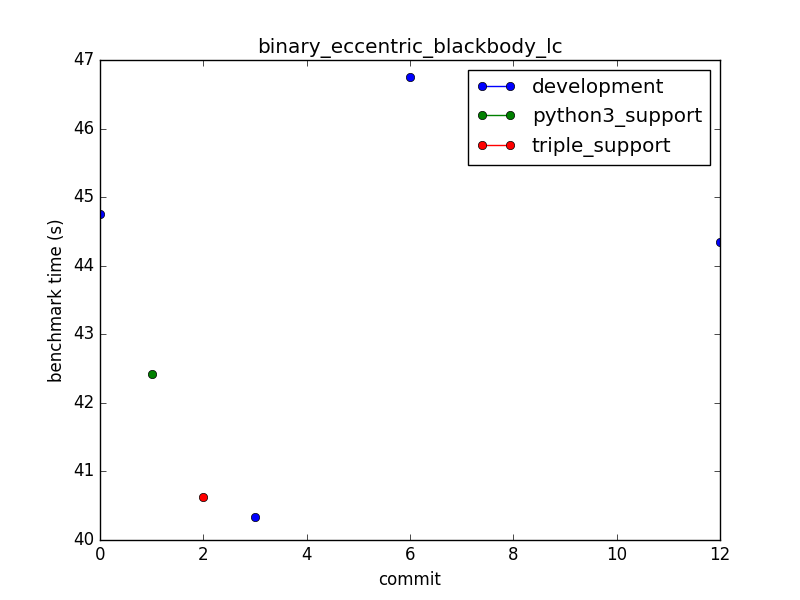 binary_eccentric_blackbody_lc
development
python3_support
triple_support
47
46
45
44
43
42
41
40
benchmark time (s)
0 2 4 6 8 10 12
commit